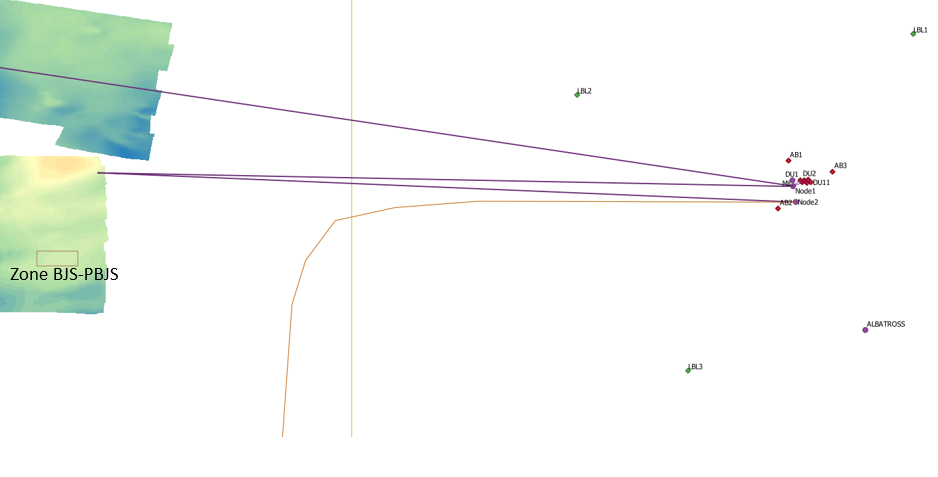 LBL1
LBL2
AB1
AB3
DU1
DU2
DU11
Node1
AB2
Node2
Zone BJS-PBJS
ALBATROSS
LBL3